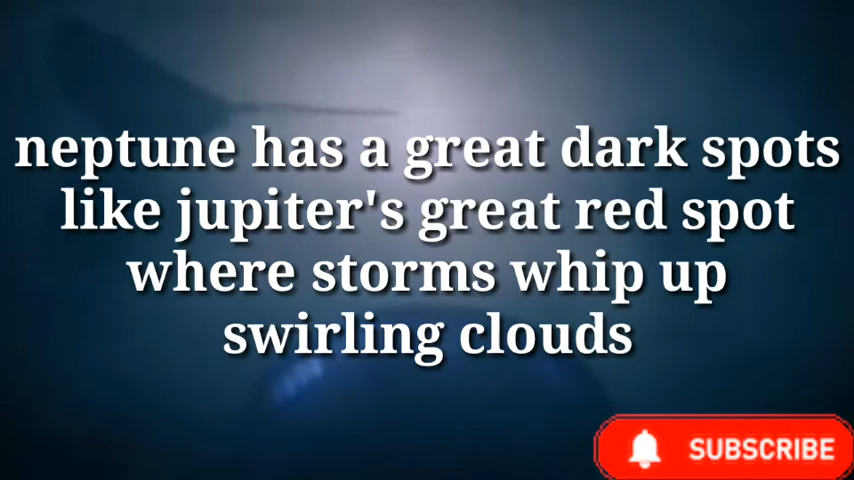 neptune has a great dark spots
like jupiter's great red spot
where storms whip up
swirling clouds
SUBSCRIBE